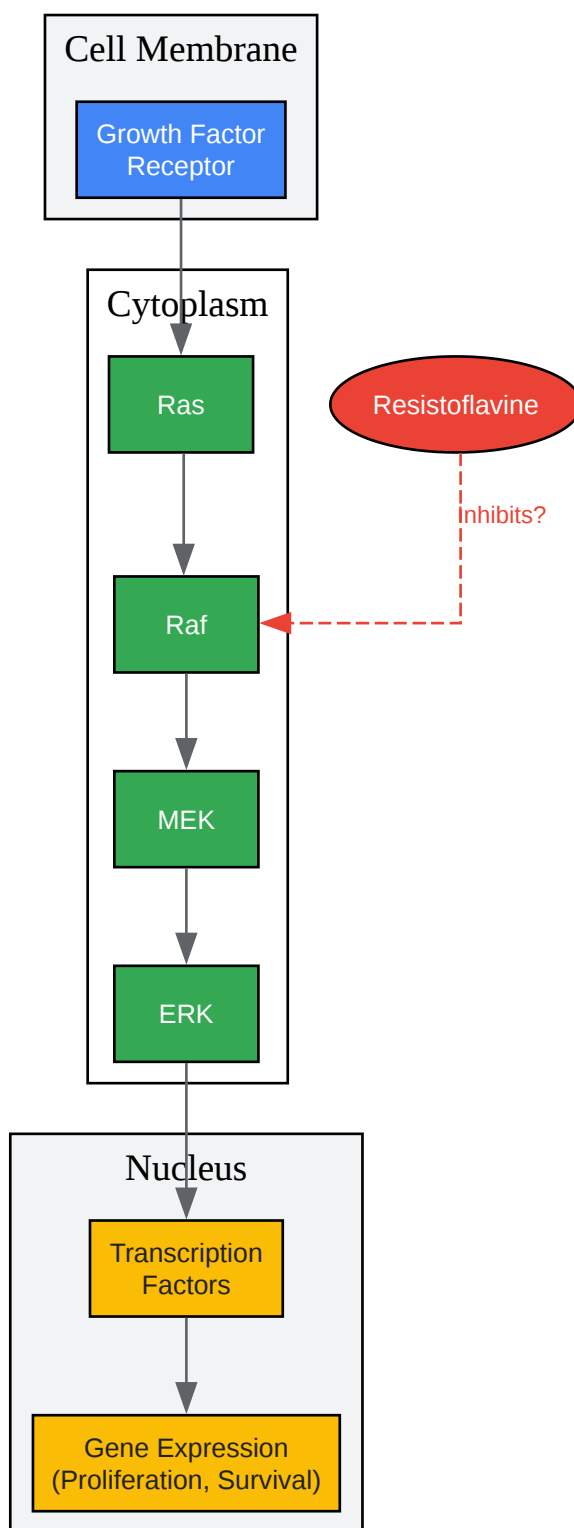 Cell Membrane
Growth Factor
Receptor
Cytoplasm
Ras
Resistoflavine
Inhibits?
Raf
MEK
ERK
Nucleus
Transcription
Factors
Gene Expression
(Proliferation, Survival)